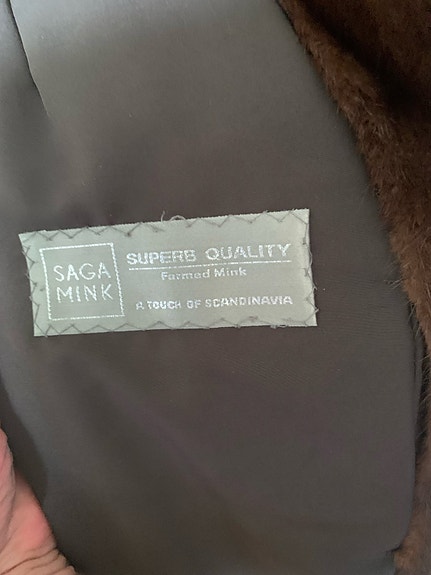 SAGA
MINK
SUPERB QUALITY
Farmed Mink
A TOUCH OF SCANDINAVIA